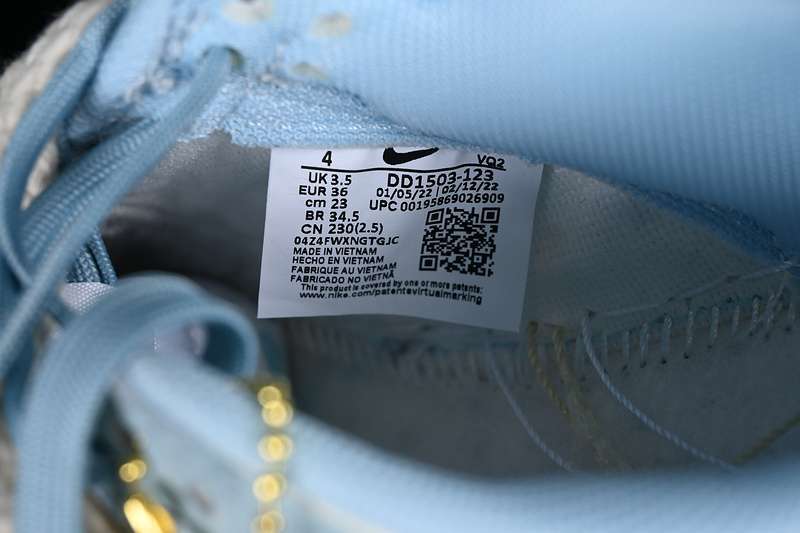 4 VQ2
UK 3.5 DD1503-123
EUR 36 01/05/22 | 02/12/22
cm 23 UPC 00195869026909
BR 34.5
CN 230(2.5)
04Z4FWXNGTGJC
MADE IN VIETNAM
HECHO EN VIETNAM
FABRIQUE AU VIETNAM
FABRICADO NO VIETNÃ
This product is covered by one or more patents:
www.nike.com/patentsvirtualmarking